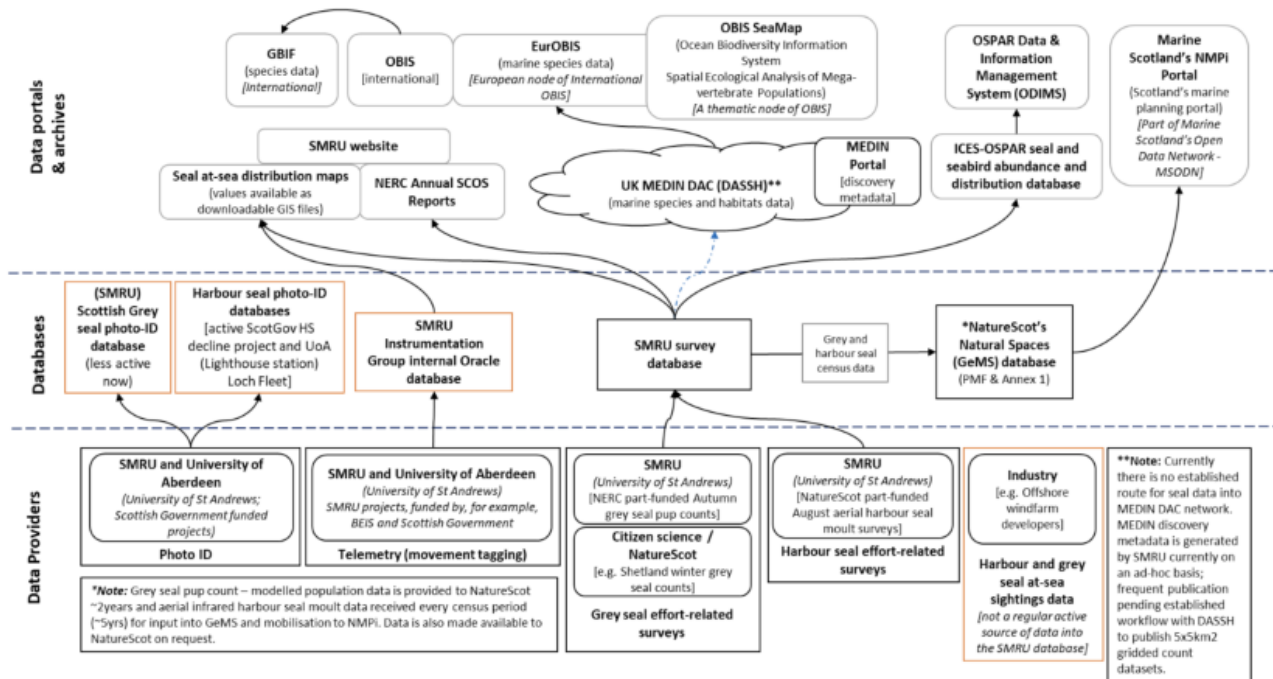 Data portals
& archives
GBIF
(species data)
[International]
OBIS
[international]
EurOBIS
(marine species data)
[European node of International
OBIS]
OBIS SeaMap
(Ocean Biodiversity Information
System
Spatial Ecological Analysis of Mega-
vertebrate Populations)
[A thematic node of OBIS]
OSPAR Data &
Information
Management
System (ODIMS)
Marine
Scotland's NMPi
Portal
(Scotland's marine
planning portal)
[Part of Marine
Scotland's Open
Data Network -
MSODN]
SMRU website
Seal at-sea distribution maps
(values available as
downloadable GIS files)
NERC Annual SCOS
Reports
UK MEDIN DAC (DASSH)**
(marine species and habitats data)
MEDIN
Portal
[discovery
metadata]
ICES-OSPAR seal and
seabird abundance and
distribution database
Databases
(SMRU)
Scottish Grey
seal photo-ID
database
(less active
now)
Harbour seal photo-ID
databases
[active ScotGov HS
decline project and UoA
(Lighthouse station)
Loch Fleet]
SMRU
Instrumentation
Group internal Oracle
database
SMRU survey
database
Grey and
harbour seal
census data
*NatureScot's
Natural Spaces
(GeMS) database
(PMF & Annex 1)
Data Providers
SMRU and University of
Aberdeen
(University of St Andrews;
Scottish Government funded
projects)
Photo ID
SMRU and University of Aberdeen
(University of St Andrews)
SMRU projects, funded by, for example,
BEIS and Scottish Government
Telemetry (movement tagging)
SMRU
(University of St Andrews)
[NERC part-funded Autumn
grey seal pup counts]
Citizen science /
NatureScot
[e.g. Shetland winter grey
seal counts]
Grey seal effort-related
surveys
SMRU
(University of St Andrews)
[NatureScot part-funded
August aerial harbour seal
moult surveys]
Harbour seal effort-related
surveys
Industry
[e.g. Offshore
windfarm
developers]
Harbour and grey
seal at-sea
sightings data
[not a regular active
source of data into
the SMRU database]
**Note: Currently
there is no established
route for seal data into
MEDIN DAC network.
MEDIN discovery
metadata is generated
by SMRU currently on
an ad-hoc basis;
frequent publication
pending established
workflow with DASSH
to publish 5x5km2
gridded count
datasets.
*Note: Grey seal pup count – modelled population data is provided to NatureScot
~2years and aerial infrared harbour seal moult data received every census period
(~5yrs) for input into GeMS and mobilisation to NMPi. Data is also made available to
NatureScot on request.